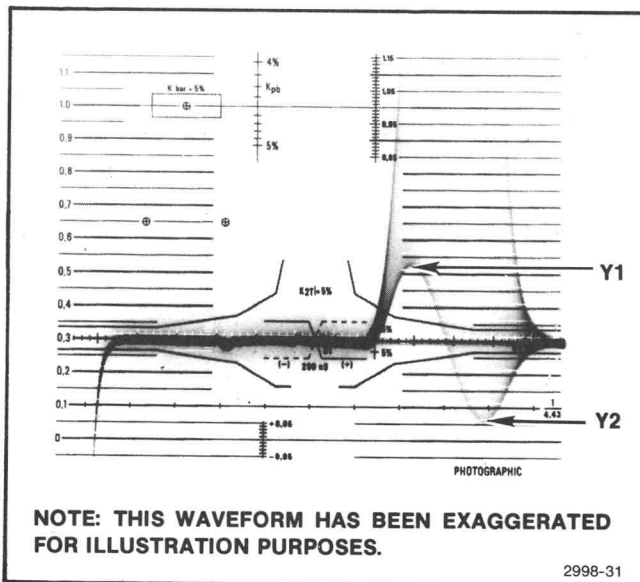 1.1
1.0
0,9
0,8
0,7
0,6
0,5
0,4
0,3
0,2
0,1
0
K bar = 5%
4%
Kpb
5%
1.15
1.05
0,95
0,85
K2T = 5%
5%
5%
(-) 200 nS (+)
+0,05
-0,05
1
4,43
Y1
Y2
PHOTOGRAPHIC
NOTE: THIS WAVEFORM HAS BEEN EXAGGERATED
FOR ILLUSTRATION PURPOSES.
2998-31